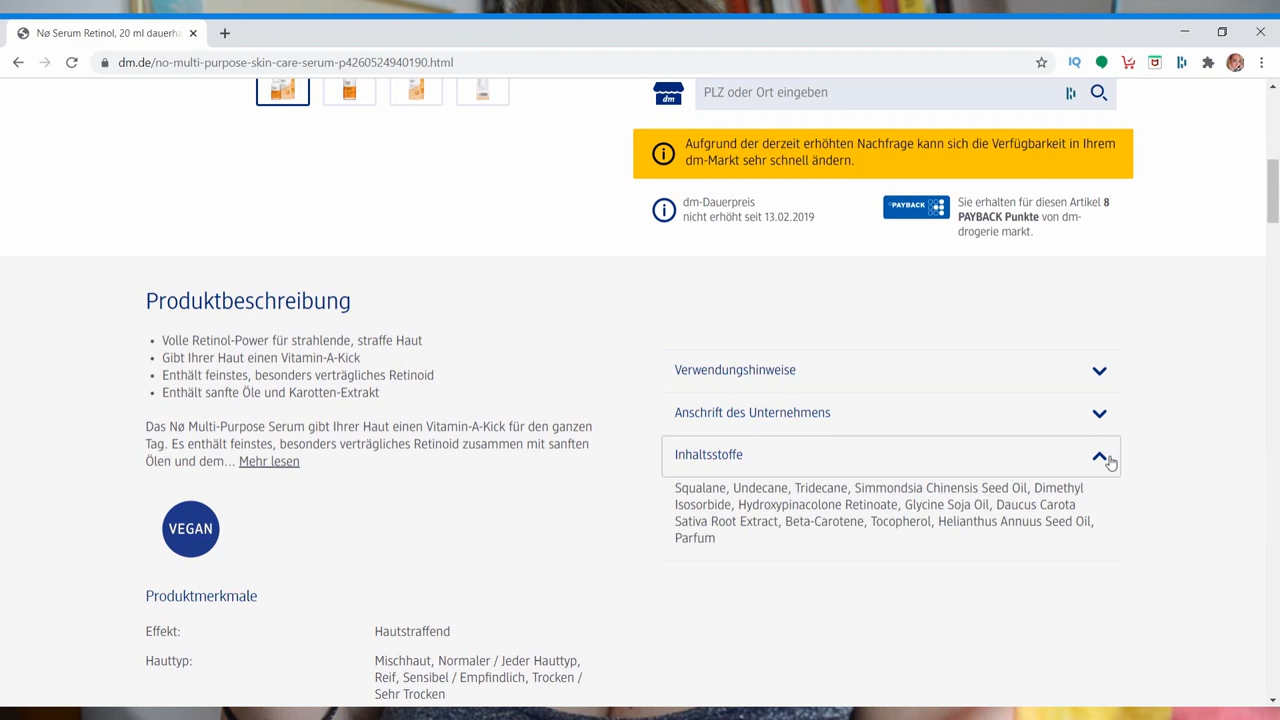 Nø Serum Retinol, 20 ml dauerha
dm.de/no-multi-purpose-skin-care-serum-p4260524940190.html
IQ
dm
PLZ oder Ort eingeben
Aufgrund der derzeit erhöhten Nachfrage kann sich die Verfügbarkeit in Ihrem
dm-Markt sehr schnell ändern.
dm-Dauerpreis
nicht erhöht seit 13.02.2019
PAYBACK
Sie erhalten für diesen Artikel 8
PAYBACK Punkte von dm-
drogerie markt.
Produktbeschreibung
• Volle Retinol-Power für strahlende, straffe Haut
• Gibt Ihrer Haut einen Vitamin-A-Kick
• Enthält feinstes, besonders verträgliches Retinoid
• Enthält sanfte Öle und Karotten-Extrakt
Das Nø Multi-Purpose Serum gibt Ihrer Haut einen Vitamin-A-Kick für den ganzen
Tag. Es enthält feinstes, besonders verträgliches Retinoid zusammen mit sanften
Ölen und dem... Mehr lesen
VEGAN
Produktmerkmale
Effekt: Hautstraffend
Hauttyp: Mischhaut, Normaler / Jeder Hauttyp,
Reif, Sensibel / Empfindlich, Trocken /
Sehr Trocken
Verwendungshinweise
Anschrift des Unternehmens
Inhaltsstoffe
Squalane, Undecane, Tridecane, Simmondsia Chinensis Seed Oil, Dimethyl
Isosorbide, Hydroxypinacolone Retinoate, Glycine Soja Oil, Daucus Carota
Sativa Root Extract, Beta-Carotene, Tocopherol, Helianthus Annuus Seed Oil,
Parfum